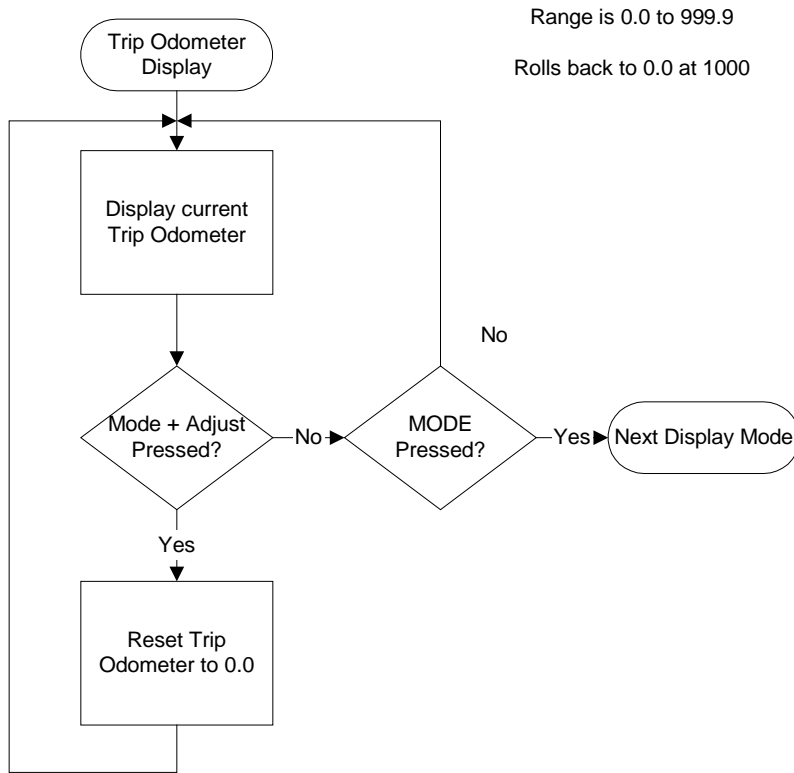 Range is 0.0 to 999.9
Rolls back to 0.0 at 1000
Trip Odometer
Display
Display current
Trip Odometer
No
Mode + Adjust
Pressed?
No
MODE
Pressed?
Yes
Next Display Mode
Yes
Reset Trip
Odometer to 0.0